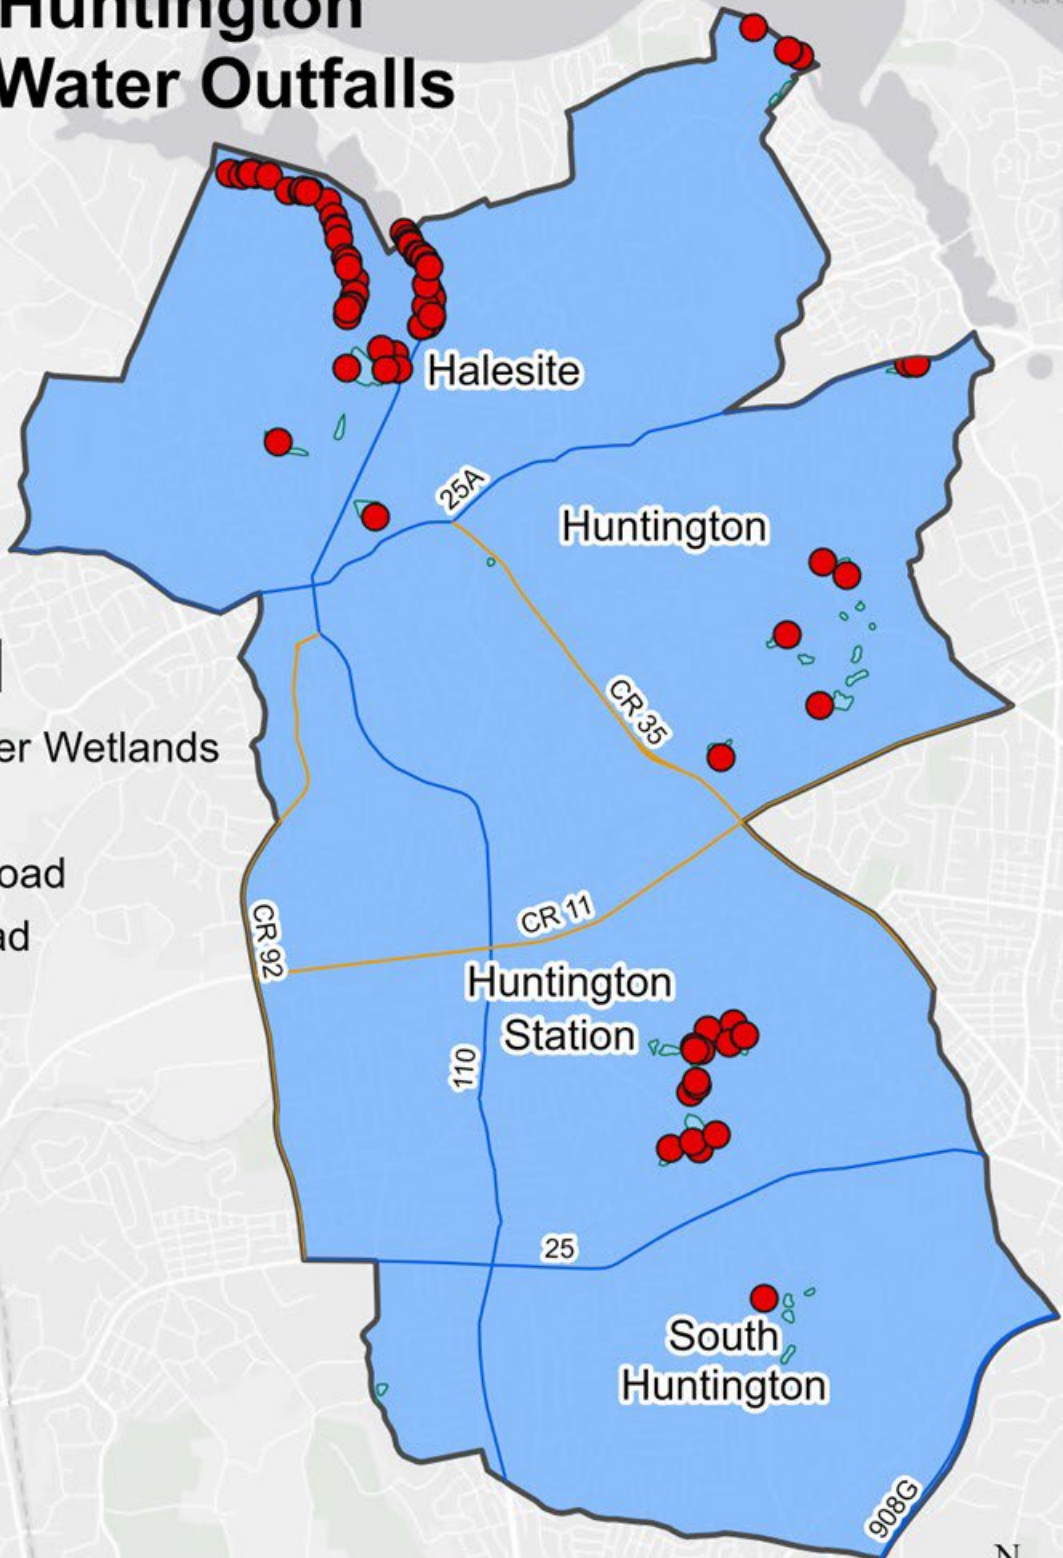 Huntington
Water Outfalls
Halesite
25A
Huntington
CR 35
er Wetlands
oad
ad
CR 92
CR 11
Huntington
Station
110
25
South
Huntington
908G
N